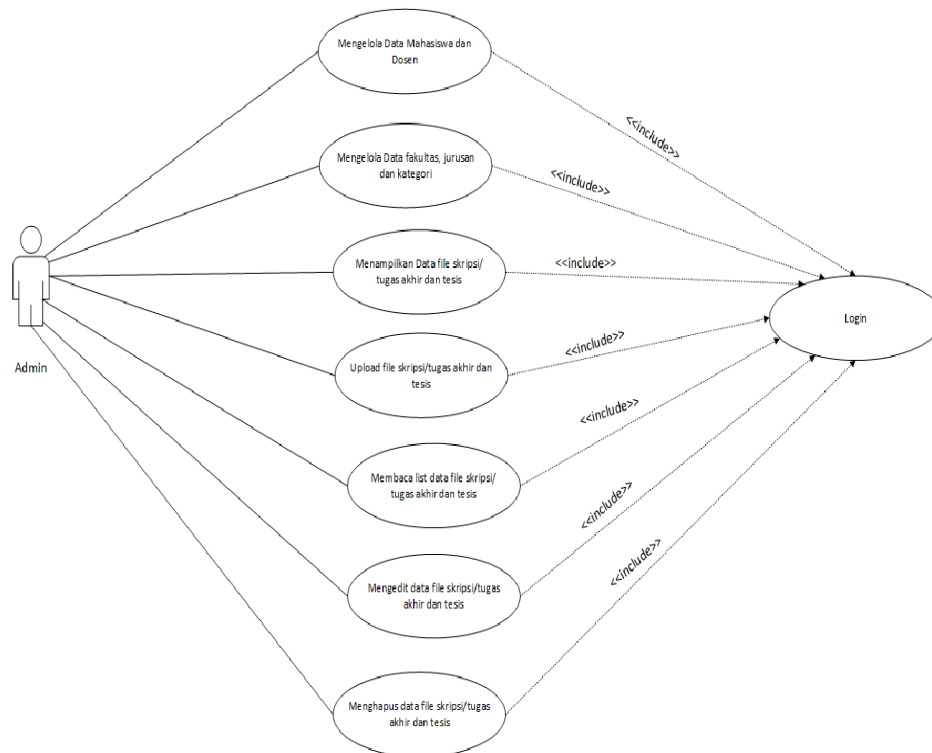 Mengelola Data Mahasiswa dan
Dosen
<<include>>
Mengelola Data fakultas, jurusan
dan kategori
<<include>>
Menampilkan Data file skripsi/
tugas akhir dan tesis
<<include>>
Login
Admin
Upload file skripsi/tugas akhir dan
tesis
<<include>>
Membaca list data file skripsi/
tugas akhir dan tesis
<<include>>
Mengedit data file skripsi/tugas
akhir dan tesis
<<include>>
Menghapus data file skripsi/tugas
akhir dan tesis
<<include>>